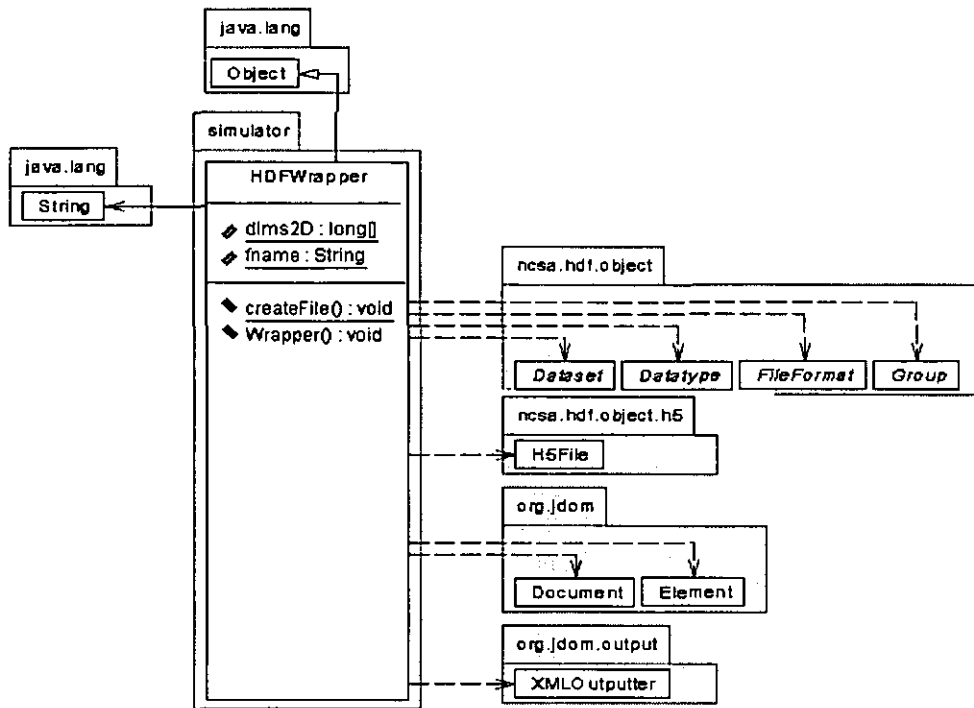 java.lang
Object
simulator
java.lang
String
HDFWrapper
dims2D : long[]
fname : String
createFile() : void
Wrapper() : void
ncsa.hdf.object
Dataset
Datatype
FileFormat
Group
ncsa.hdf.object.h5
H5File
org.jdom
Document
Element
org.jdom.output
XMLOutputter